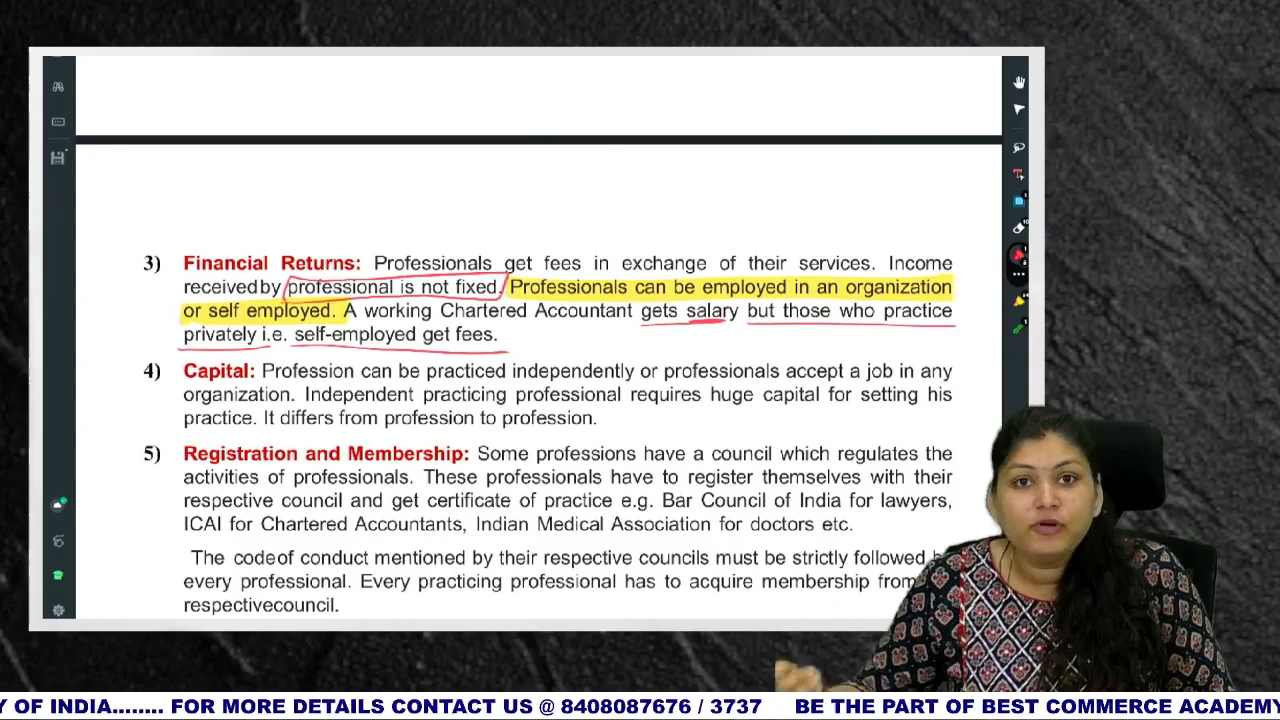 3) Financial Returns: Professionals get fees in exchange of their services. Income
received by professional is not fixed. Professionals can be employed in an organization
or self employed. A working Chartered Accountant gets salary but those who practice
privately i.e. self-employed get fees.
4) Capital: Profession can be practiced independently or professionals accept a job in any
organization. Independent practicing professional requires huge capital for setting his
practice. It differs from profession to profession.
5) Registration and Membership: Some professions have a council which regulates the
activities of professionals. These professionals have to register themselves with their
respective council and get certificate of practice e.g. Bar Council of India for lawyers,
ICAI for Chartered Accountants, Indian Medical Association for doctors etc.
The codeof conduct mentioned by their respective councils must be strictly followed
every professional. Every practicing professional has to acquire membership from
respectivecouncil.
Y OF INDIA........ FOR MORE DETAILS CONTACT US @ 8408087676 / 3737 BE THE PART OF BEST COMMERCE ACADEMY